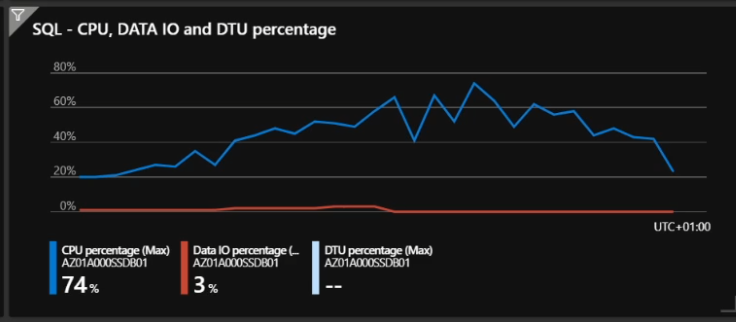 SQL - CPU, DATA IO and DTU percentage
80%
60%
40%
20%
0%
UTC+01:00
CPU percentage (Max)
AZ01A000SSDB01
74%
Data IO percentage (...
AZ01A000SSDB01
3%
DTU percentage (Max)
AZ01A000SSDB01
--